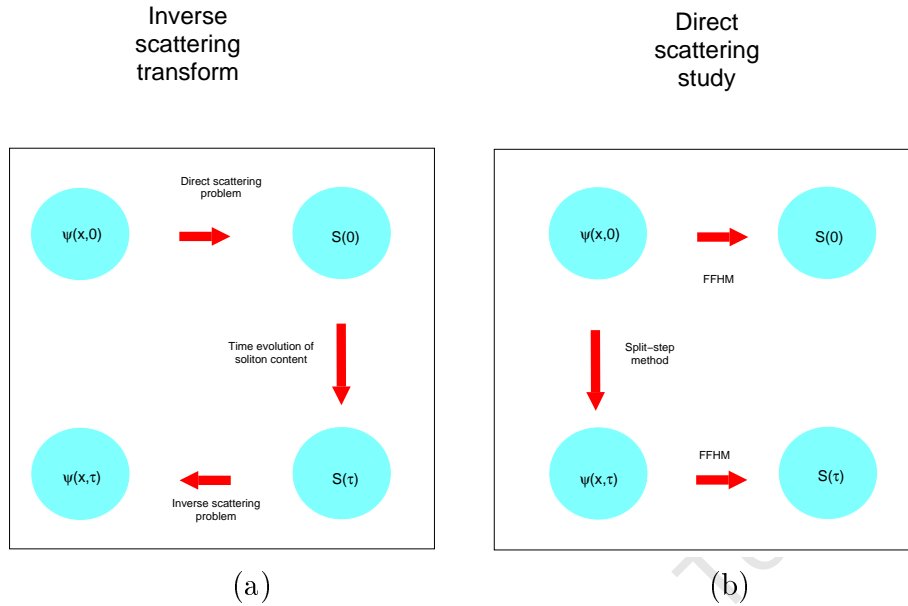 Inverse
scattering
transform
Direct scattering
problem
ψ(x,0)
S(0)
Time evolution of
soliton content
ψ(x,τ)
S(τ)
Inverse scattering
problem
(a)
Direct
scattering
study
ψ(x,0)
S(0)
FFHM
Split−step
method
FFHM
ψ(x,τ)
S(τ)
(b)